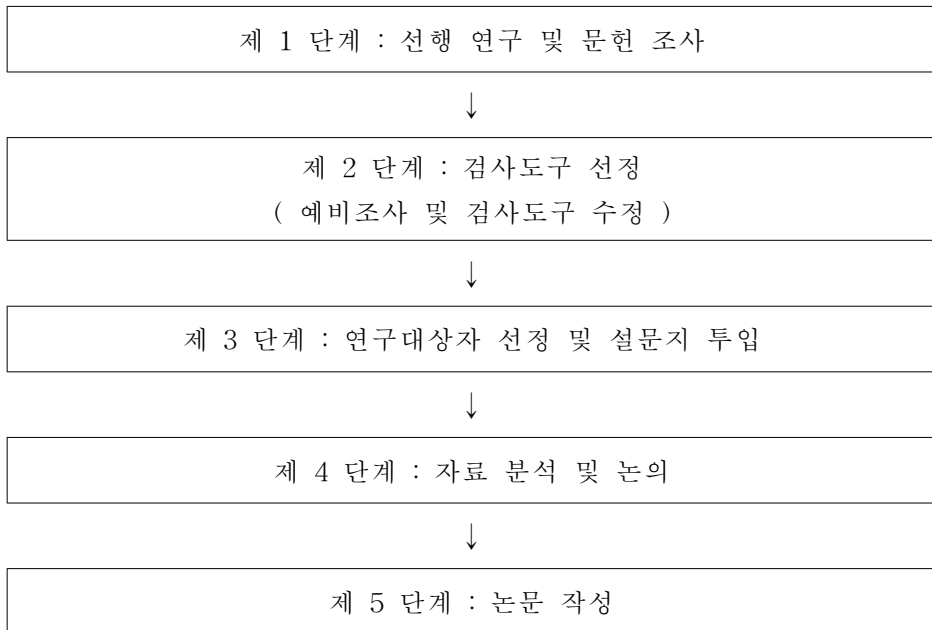 제 1 단계 : 선행 연구 및 문헌 조사
↓
제 2 단계 : 검사도구 선정
( 예비조사 및 검사도구 수정 )
↓
제 3 단계 : 연구대상자 선정 및 설문지 투입
↓
제 4 단계 : 자료 분석 및 논의
↓
제 5 단계 : 논문 작성